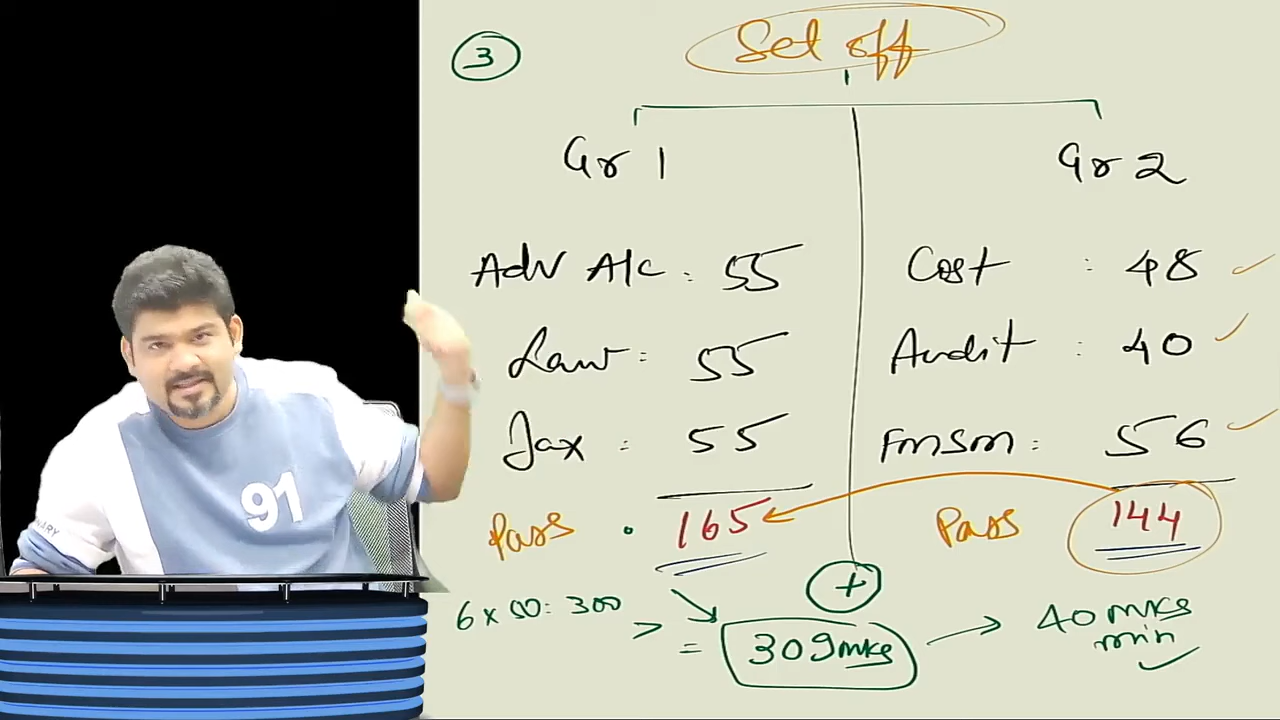 3
Set off
Gr 1
Gr 2
Adv A/c : 55
Law : 55
Tax : 55
Pass . 165
Cost : 48
Audit : 40
FMSM : 56
Pass 144
+
6 x 50 : 300 >
= 309 mks
40 mks
min
91
NARY